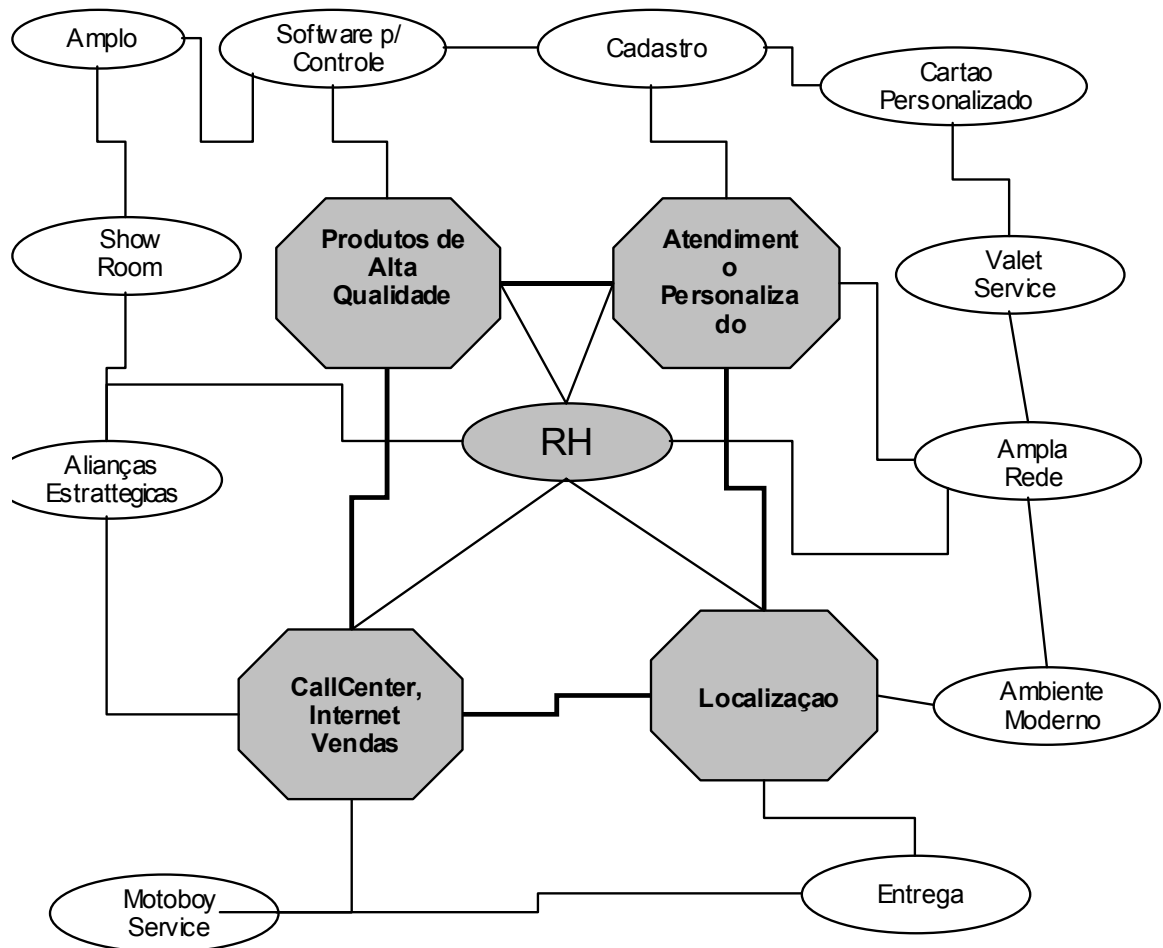 Amplo
Software p/
Controle
Cadastro
Cartao
Personalizado
Show
Room
Produtos de
Alta
Qualidade
Atendiment
o
Personaliza
do
Valet
Service
RH
Alianças
Estrattegicas
Ampla
Rede
CallCenter,
Internet
Vendas
Localizaçao
Ambiente
Moderno
Motoboy
Service
Entrega